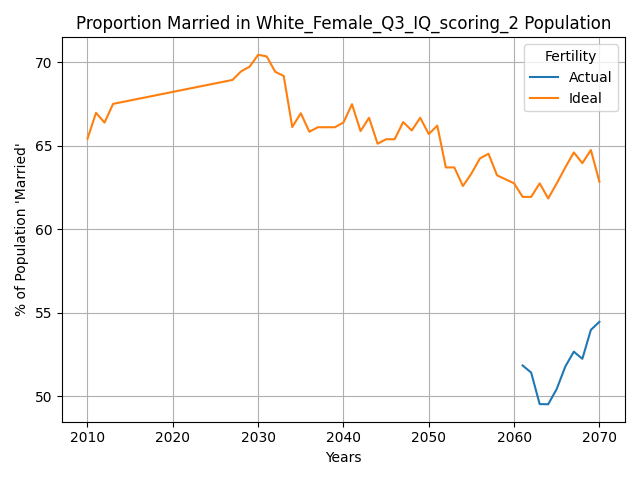 Proportion Married in White_Female_Q3_IQ_scoring_2 Population
Fertility
Actual
Ideal
% of Population 'Married'
70
65
60
55
50
2010 2020 2030 2040 2050 2060 2070
Years